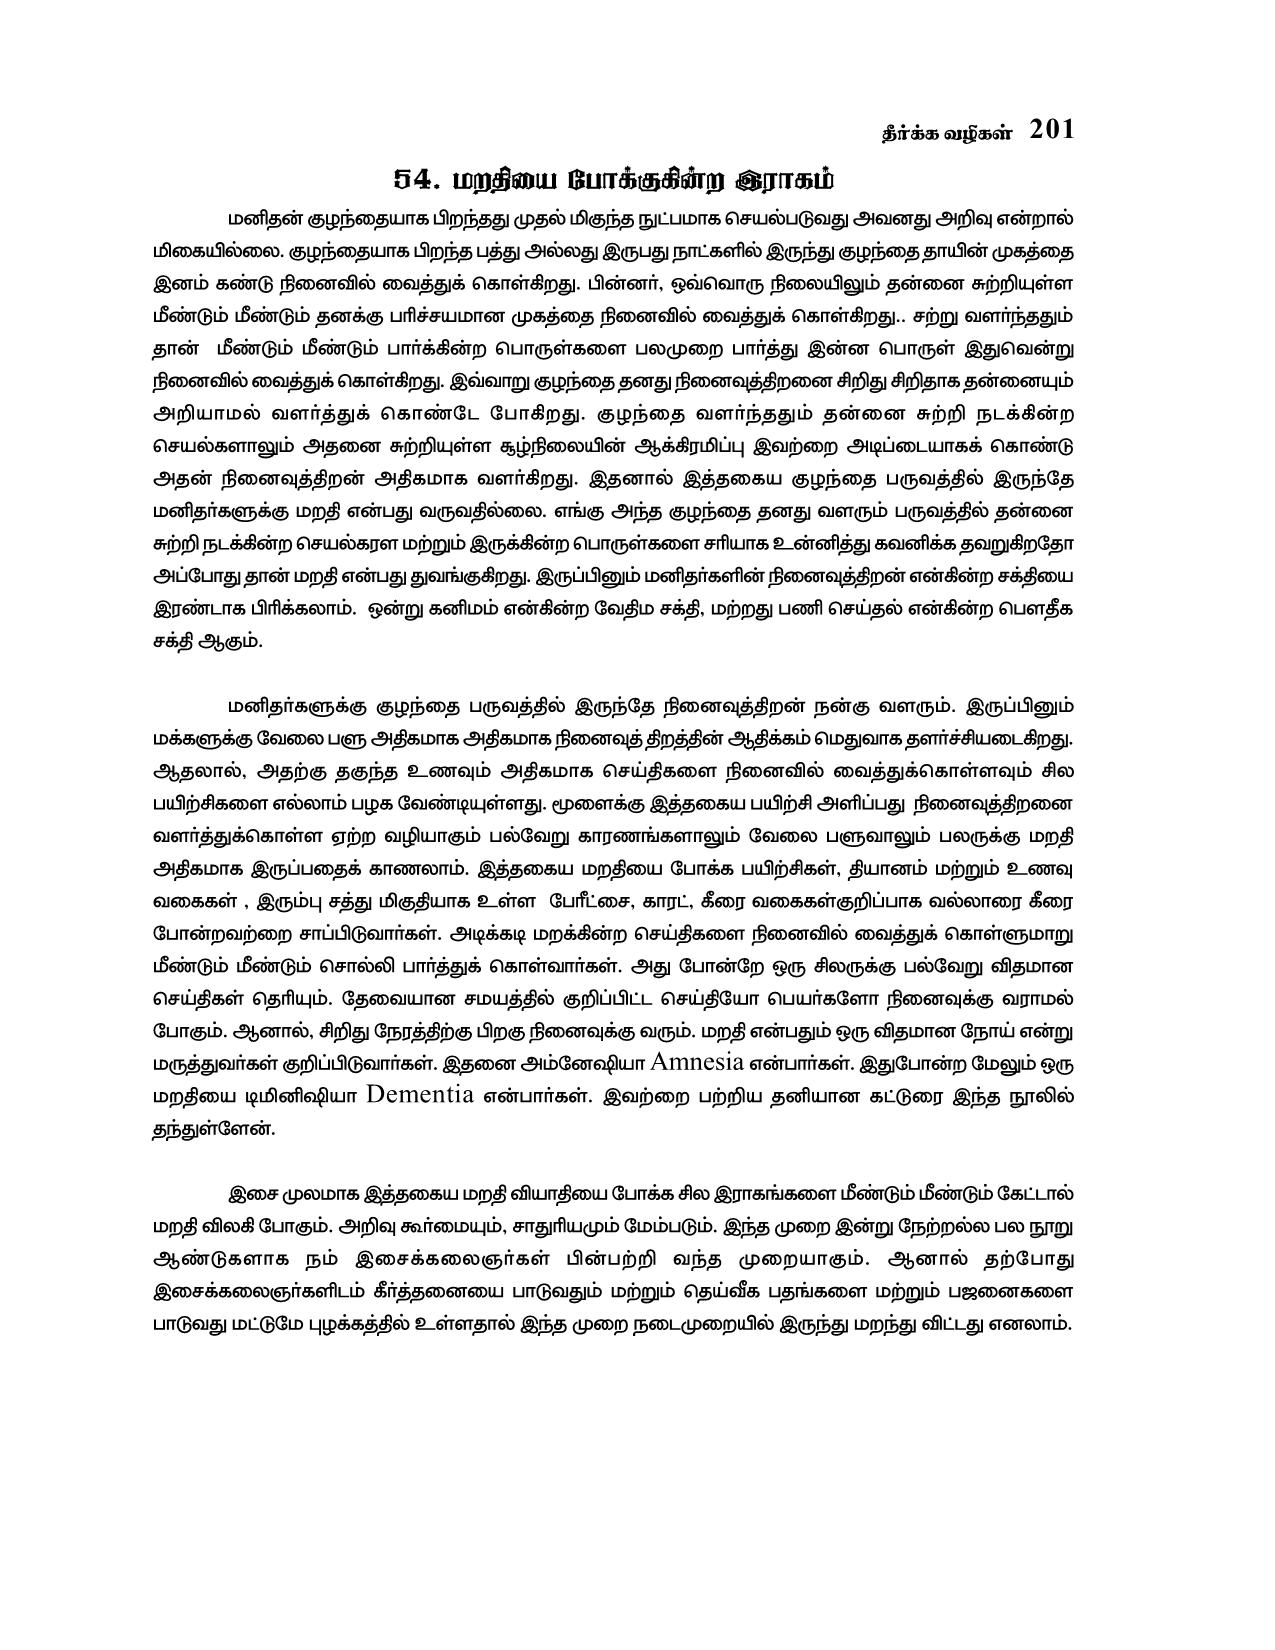 தீர்க்க வழிகள் 201
54. மறதியை போக்குகின்ற இராகம்
மனிதன் குழந்தையாக பிறந்தது முதல் மிகுந்த நுட்பமாக செயல்படுவது அவனது அறிவு என்றால்
மிகையில்லை. குழந்தையாக பிறந்த பத்து அல்லது இருபது நாட்களில் இருந்து குழந்தை தாயின் முகத்தை
இனம் கண்டு நினைவில் வைத்துக் கொள்கிறது. பின்னர், ஒவ்வொரு நிலையிலும் தன்னை சுற்றியுள்ள
மீண்டும் மீண்டும் தனக்கு பரிச்சயமான முகத்தை நினைவில் வைத்துக் கொள்கிறது.. சற்று வளர்ந்ததும்
தான் மீண்டும் மீண்டும் பார்க்கின்ற பொருள்களை பலமுறை பார்த்து இன்ன பொருள் இதுவென்று
நினைவில் வைத்துக் கொள்கிறது. இவ்வாறு குழந்தை தனது நினைவுத்திறனை சிறிது சிறிதாக தன்னையும்
அறியாமல் வளர்த்துக் கொண்டே போகிறது. குழந்தை வளர்ந்ததும் தன்னை சுற்றி நடக்கின்ற
செயல்களாலும் அதனை சுற்றியுள்ள சூழ்நிலையின் ஆக்கிரமிப்பு இவற்றை அடிப்டையாகக் கொண்டு
அதன் நினைவுத்திறன் அதிகமாக வளர்கிறது. இதனால் இத்தகைய குழந்தை பருவத்தில் இருந்தே
மனிதர்களுக்கு மறதி என்பது வருவதில்லை. எங்கு அந்த குழந்தை தனது வளரும் பருவத்தில் தன்னை
சுற்றி நடக்கின்ற செயல்கரள மற்றும் இருக்கின்ற பொருள்களை சரியாக உன்னித்து கவனிக்க தவறுகிறதோ
அப்போது தான் மறதி என்பது துவங்குகிறது. இருப்பினும் மனிதர்களின் நினைவுத்திறன் என்கின்ற சக்தியை
இரண்டாக பிரிக்கலாம். ஒன்று கனிமம் என்கின்ற வேதிம சக்தி, மற்றது பணி செய்தல் என்கின்ற பௌதீக
சக்தி ஆகும்.
மனிதர்களுக்கு குழந்தை பருவத்தில் இருந்தே நினைவுத்திறன் நன்கு வளரும். இருப்பினும்
மக்களுக்கு வேலை பளு அதிகமாக அதிகமாக நினைவுத் திறத்தின் ஆதிக்கம் மெதுவாக தளர்ச்சியடைகிறது.
ஆதலால், அதற்கு தகுந்த உணவும் அதிகமாக செய்திகளை நினைவில் வைத்துக்கொள்ளவும் சில
பயிற்சிகளை எல்லாம் பழக வேண்டியுள்ளது. மூளைக்கு இத்தகைய பயிற்சி அளிப்பது நினைவுத்திறனை
வளர்த்துக்கொள்ள ஏற்ற வழியாகும் பல்வேறு காரணங்களாலும் வேலை பளுவாலும் பலருக்கு மறதி
அதிகமாக இருப்பதைக் காணலாம். இத்தகைய மறதியை போக்க பயிற்சிகள், தியானம் மற்றும் உணவு
வகைகள் , இரும்பு சத்து மிகுதியாக உள்ள பேரீட்சை, காரட், கீரை வகைகள்குறிப்பாக வல்லாரை கீரை
போன்றவற்றை சாப்பிடுவார்கள். அடிக்கடி மறக்கின்ற செய்திகளை நினைவில் வைத்துக் கொள்ளுமாறு
மீண்டும் மீண்டும் சொல்லி பார்த்துக் கொள்வார்கள். அது போன்றே ஒரு சிலருக்கு பல்வேறு விதமான
செய்திகள் தெரியும். தேவையான சமயத்தில் குறிப்பிட்ட செய்தியோ பெயர்களோ நினைவுக்கு வராமல்
போகும். ஆனால், சிறிது நேரத்திற்கு பிறகு நினைவுக்கு வரும். மறதி என்பதும் ஒரு விதமான நோய் என்று
மருத்துவர்கள் குறிப்பிடுவார்கள். இதனை அம்னேஷியா Amnesia என்பார்கள். இதுபோன்ற மேலும் ஒரு
மறதியை டிமினிஷியா Dementia என்பார்கள். இவற்றை பற்றிய தனியான கட்டுரை இந்த நூலில்
தந்துள்ளேன்.
இசை முலமாக இத்தகைய மறதி வியாதியை போக்க சில இராகங்களை மீண்டும் மீண்டும் கேட்டால்
மறதி விலகி போகும். அறிவு கூர்மையும், சாதுரியமும் மேம்படும். இந்த முறை இன்று நேற்றல்ல பல நூறு
ஆண்டுகளாக நம் இசைக்கலைஞர்கள் பின்பற்றி வந்த முறையாகும். ஆனால் தற்போது
இசைக்கலைஞர்களிடம் கீர்த்தனையை பாடுவதும் மற்றும் தெய்வீக பதங்களை மற்றும் பஜனைகளை
பாடுவது மட்டுமே புழக்கத்தில் உள்ளதால் இந்த முறை நடைமுறையில் இருந்து மறந்து விட்டது எனலாம்.